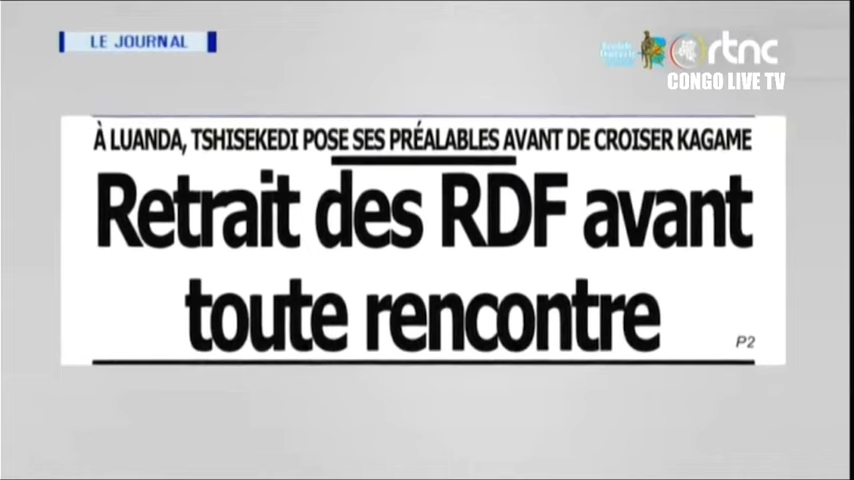 LE JOURNAL
rtnc
CONGO LIVE TV
À LUANDA, TSHISEKEDI POSE SES PRÉALABLES AVANT DE CROISER KAGAME
Retrait des RDF avant
toute rencontre
P2